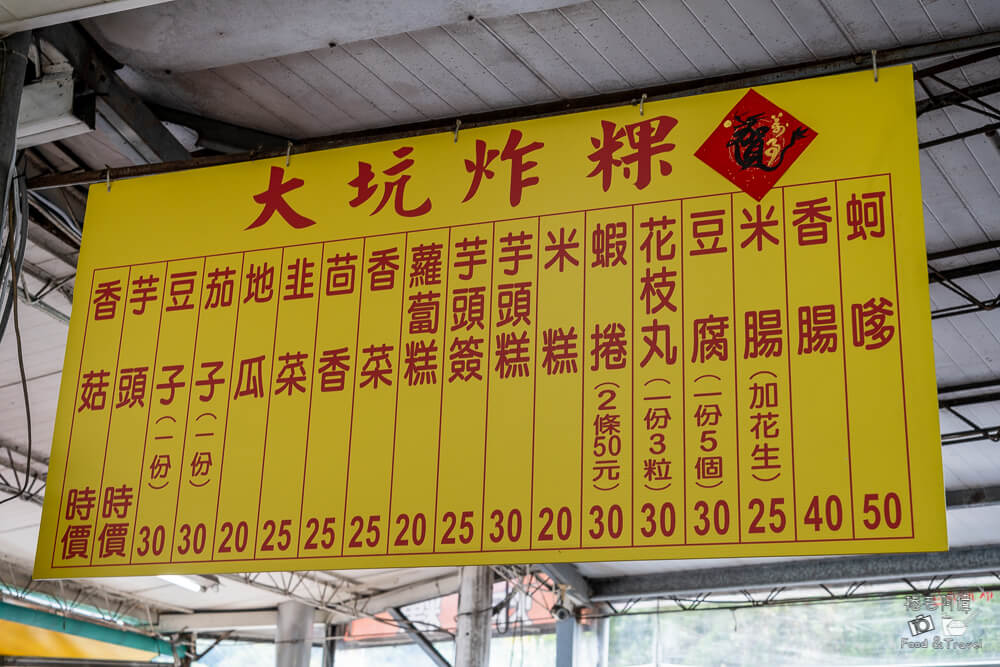 大坑炸粿
蚵嗲 50
香腸 40
米腸(加花生) 25
豆腐(一份5個) 30
花枝丸(一份3粒) 30
蝦捲(2條50元) 30
米糕 20
芋頭糕 30
芋頭簽 25
蘿蔔糕 20
香菜 25
茴香 25
韭菜 25
地瓜 20
茄子(一份) 30
豆子(一份) 30
芋頭 時價
香菇 時價
Food & Travel